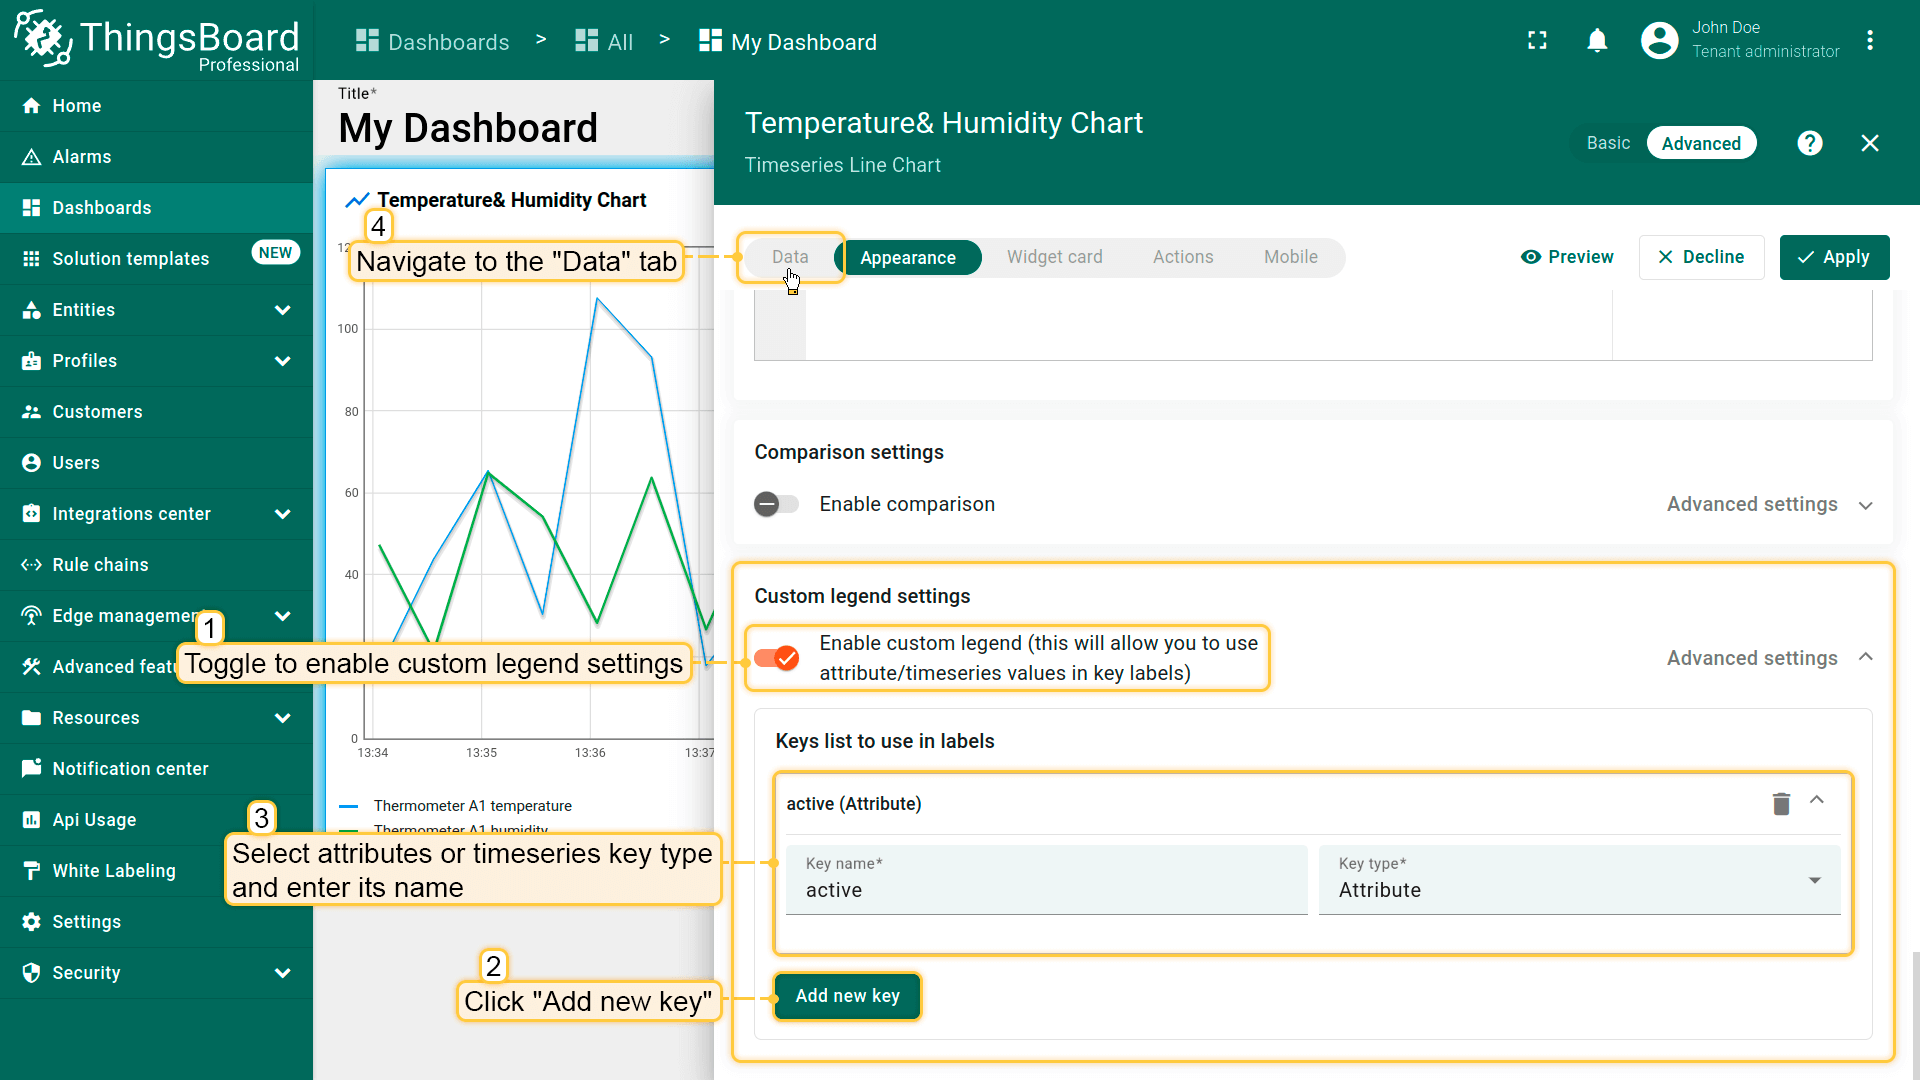 ThingsBoard
Professional
Dashboards > All > My Dashboard
John Doe
Tenant administrator
Home
Alarms
Dashboards
Solution templates NEW
Entities
Profiles
Customers
Users
Integrations center
Rule chains
Edge managemen
Advanced featu
Resources
Notification center
Api Usage
White Labeling
Settings
Security
Title*
My Dashboard
Temperature& Humidity Chart
4
Navigate to the "Data" tab
12
100
80
60
40
0
13:34 13:35 13:36 13:37
Thermometer A1 temperature
Thermometer A1 humidity
1
Toggle to enable custom legend settings
3
Select attributes or timeseries key type
and enter its name
2
Click "Add new key"
Temperature& Humidity Chart
Timeseries Line Chart
Basic Advanced ?
Data Appearance Widget card Actions Mobile
Preview Decline Apply
Comparison settings
Enable comparison Advanced settings
Custom legend settings
Enable custom legend (this will allow you to use
attribute/timeseries values in key labels)
Advanced settings
Keys list to use in labels
active (Attribute)
Key name* Key type*
active Attribute
Add new key